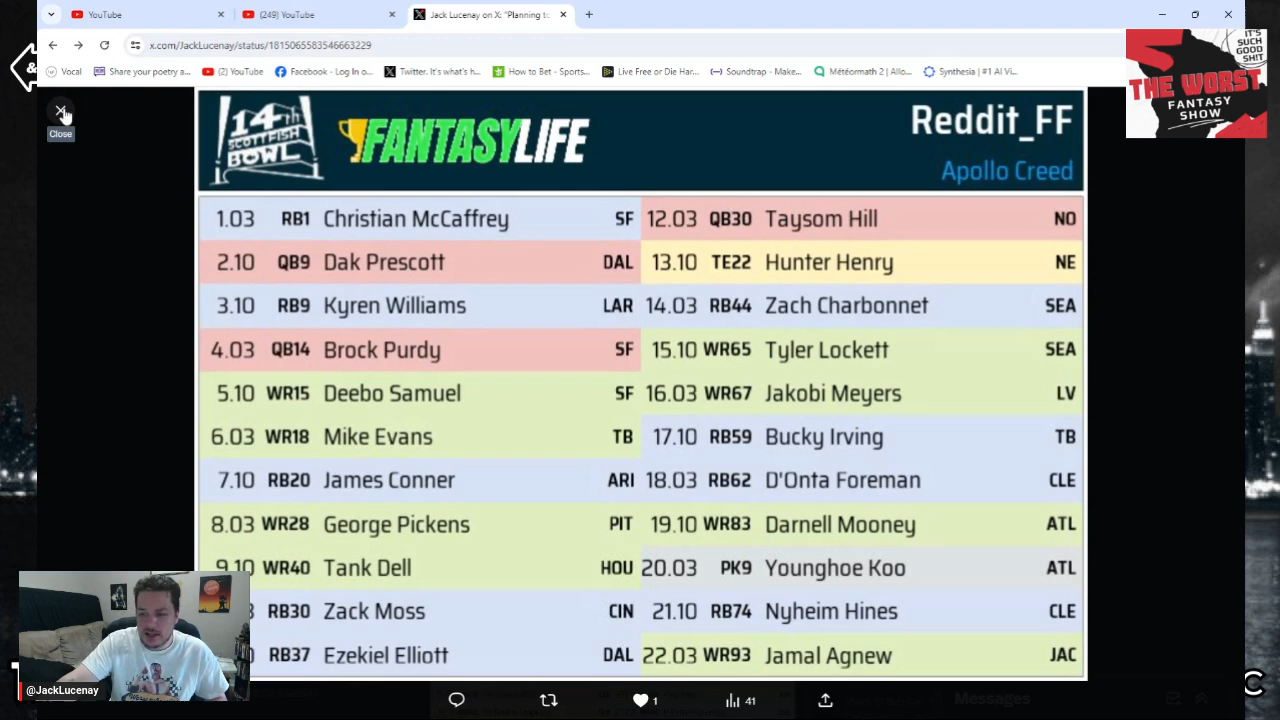 YouTube
(249) YouTube
Jack Lucenay on X: "Planning to
x.com/JackLucenay/status/1815065583546663229
Vocal
Share your poetry a...
(2) YouTube
Facebook - Log In o...
Twitter. It's what's h...
How to Bet - Sports...
Live Free or Die Har...
Soundtrap - Make...
Météormath 2 | Allo...
Synthesia | #1 AI Vi...
IT'S
SUCH
GOOD
SH!T
THE WORST
FANTASY
SHOW
Close
14th
SCOTTFISH
BOWL
FANTASYLIFE
Reddit_FF
Apollo Creed
1.03 RB1 Christian McCaffrey SF
2.10 QB9 Dak Prescott DAL
3.10 RB9 Kyren Williams LAR
4.03 QB14 Brock Purdy SF
5.10 WR15 Deebo Samuel SF
6.03 WR18 Mike Evans TB
7.10 RB20 James Conner ARI
8.03 WR28 George Pickens PIT
9.10 WR40 Tank Dell HOU
RB30 Zack Moss CIN
RB37 Ezekiel Elliott DAL
12.03 QB30 Taysom Hill NO
13.10 TE22 Hunter Henry NE
14.03 RB44 Zach Charbonnet SEA
15.10 WR65 Tyler Lockett SEA
16.03 WR67 Jakobi Meyers LV
17.10 RB59 Bucky Irving TB
18.03 RB62 D'Onta Foreman CLE
19.10 WR83 Darnell Mooney ATL
20.03 PK9 Younghoe Koo ATL
21.10 RB74 Nyheim Hines CLE
22.03 WR93 Jamal Agnew JAC
@JackLucenay
1
41
Messages